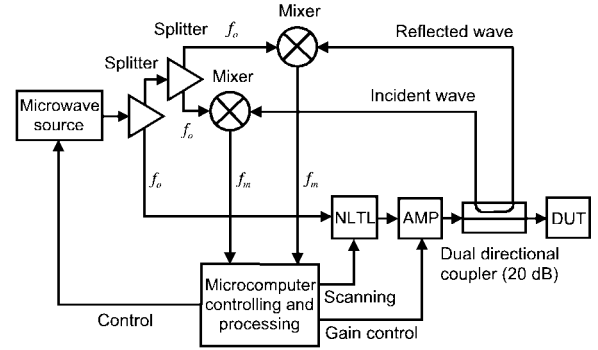 Splitter
f_o
Mixer
Reflected wave
Splitter
Mixer
Incident wave
Microwave
source
f_o
f_o
f_m
f_m
NLTL
AMP
DUT
Dual directional
coupler (20 dB)
Microcomputer
controlling and
processing
Scanning
Control
Gain control